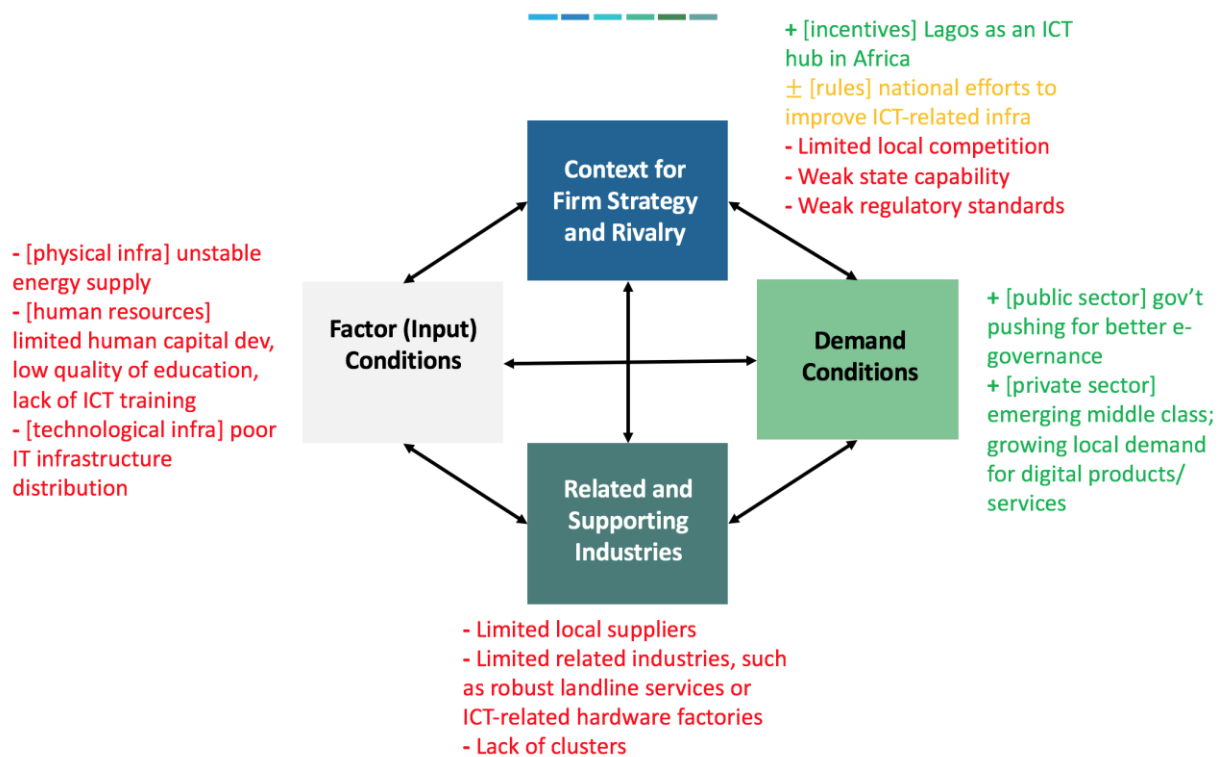 + [incentives] Lagos as an ICT
hub in Africa
± [rules] national efforts to
improve ICT-related infra
- Limited local competition
- Weak state capability
- Weak regulatory standards
Context for
Firm Strategy
and Rivalry
- [physical infra] unstable
energy supply
- [human resources]
limited human capital dev,
low quality of education,
lack of ICT training
- [technological infra] poor
IT infrastructure
distribution
Factor (Input)
Conditions
Demand
Conditions
+ [public sector] gov’t
pushing for better e-
governance
+ [private sector]
emerging middle class;
growing local demand
for digital products/
services
Related and
Supporting
Industries
- Limited local suppliers
- Limited related industries, such
as robust landline services or
ICT-related hardware factories
- Lack of clusters